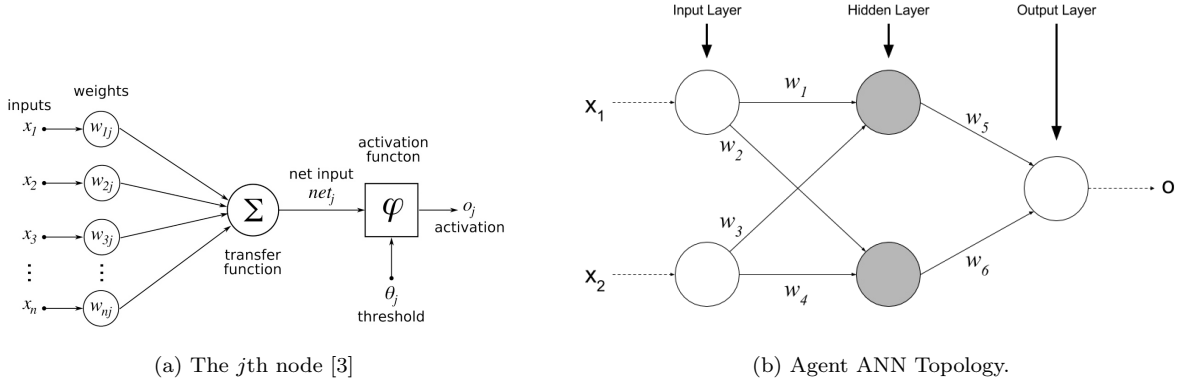 inputs
weights
x1
w1j
x2
w2j
x3
w3j
xn
wnj
Σ
transfer
function
net input
netj
activation
functon
φ
oj
activation
θj
threshold
(a) The jth node [3]
Input Layer
Hidden Layer
Output Layer
x1
x2
w1
w2
w3
w4
w5
w6
o
(b) Agent ANN Topology.